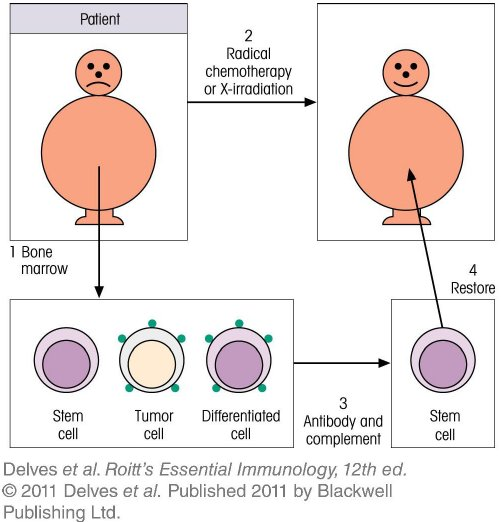 Patient
2
Radical
chemotherapy
or X-irradiation
1 Bone
marrow
4
Restore
Stem
cell
Tumor
cell
Differentiated
cell
3
Antibody and
complement
Stem
cell
Delves et al. Roitt's Essential Immunology, 12th ed.
© 2011 Delves et al. Published 2011 by Blackwell
Publishing Ltd.